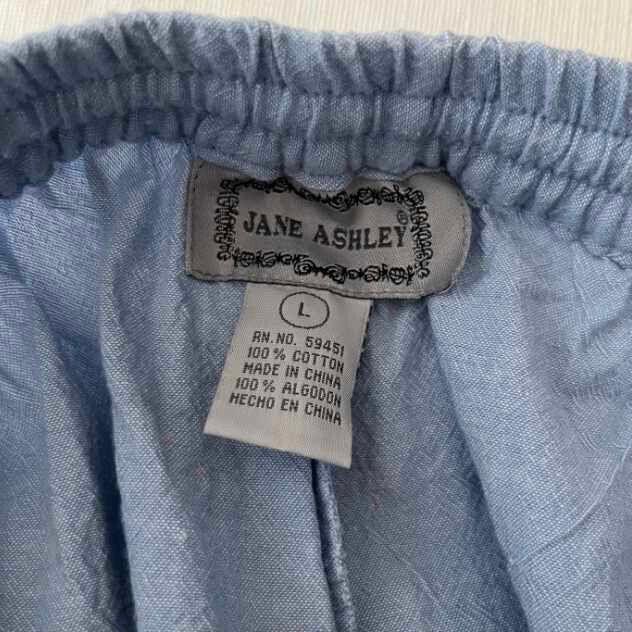 JANE ASHLEY®
L
RN. NO. 59451
100% COTTON
MADE IN CHINA
100% ALGODON
HECHO EN CHINA